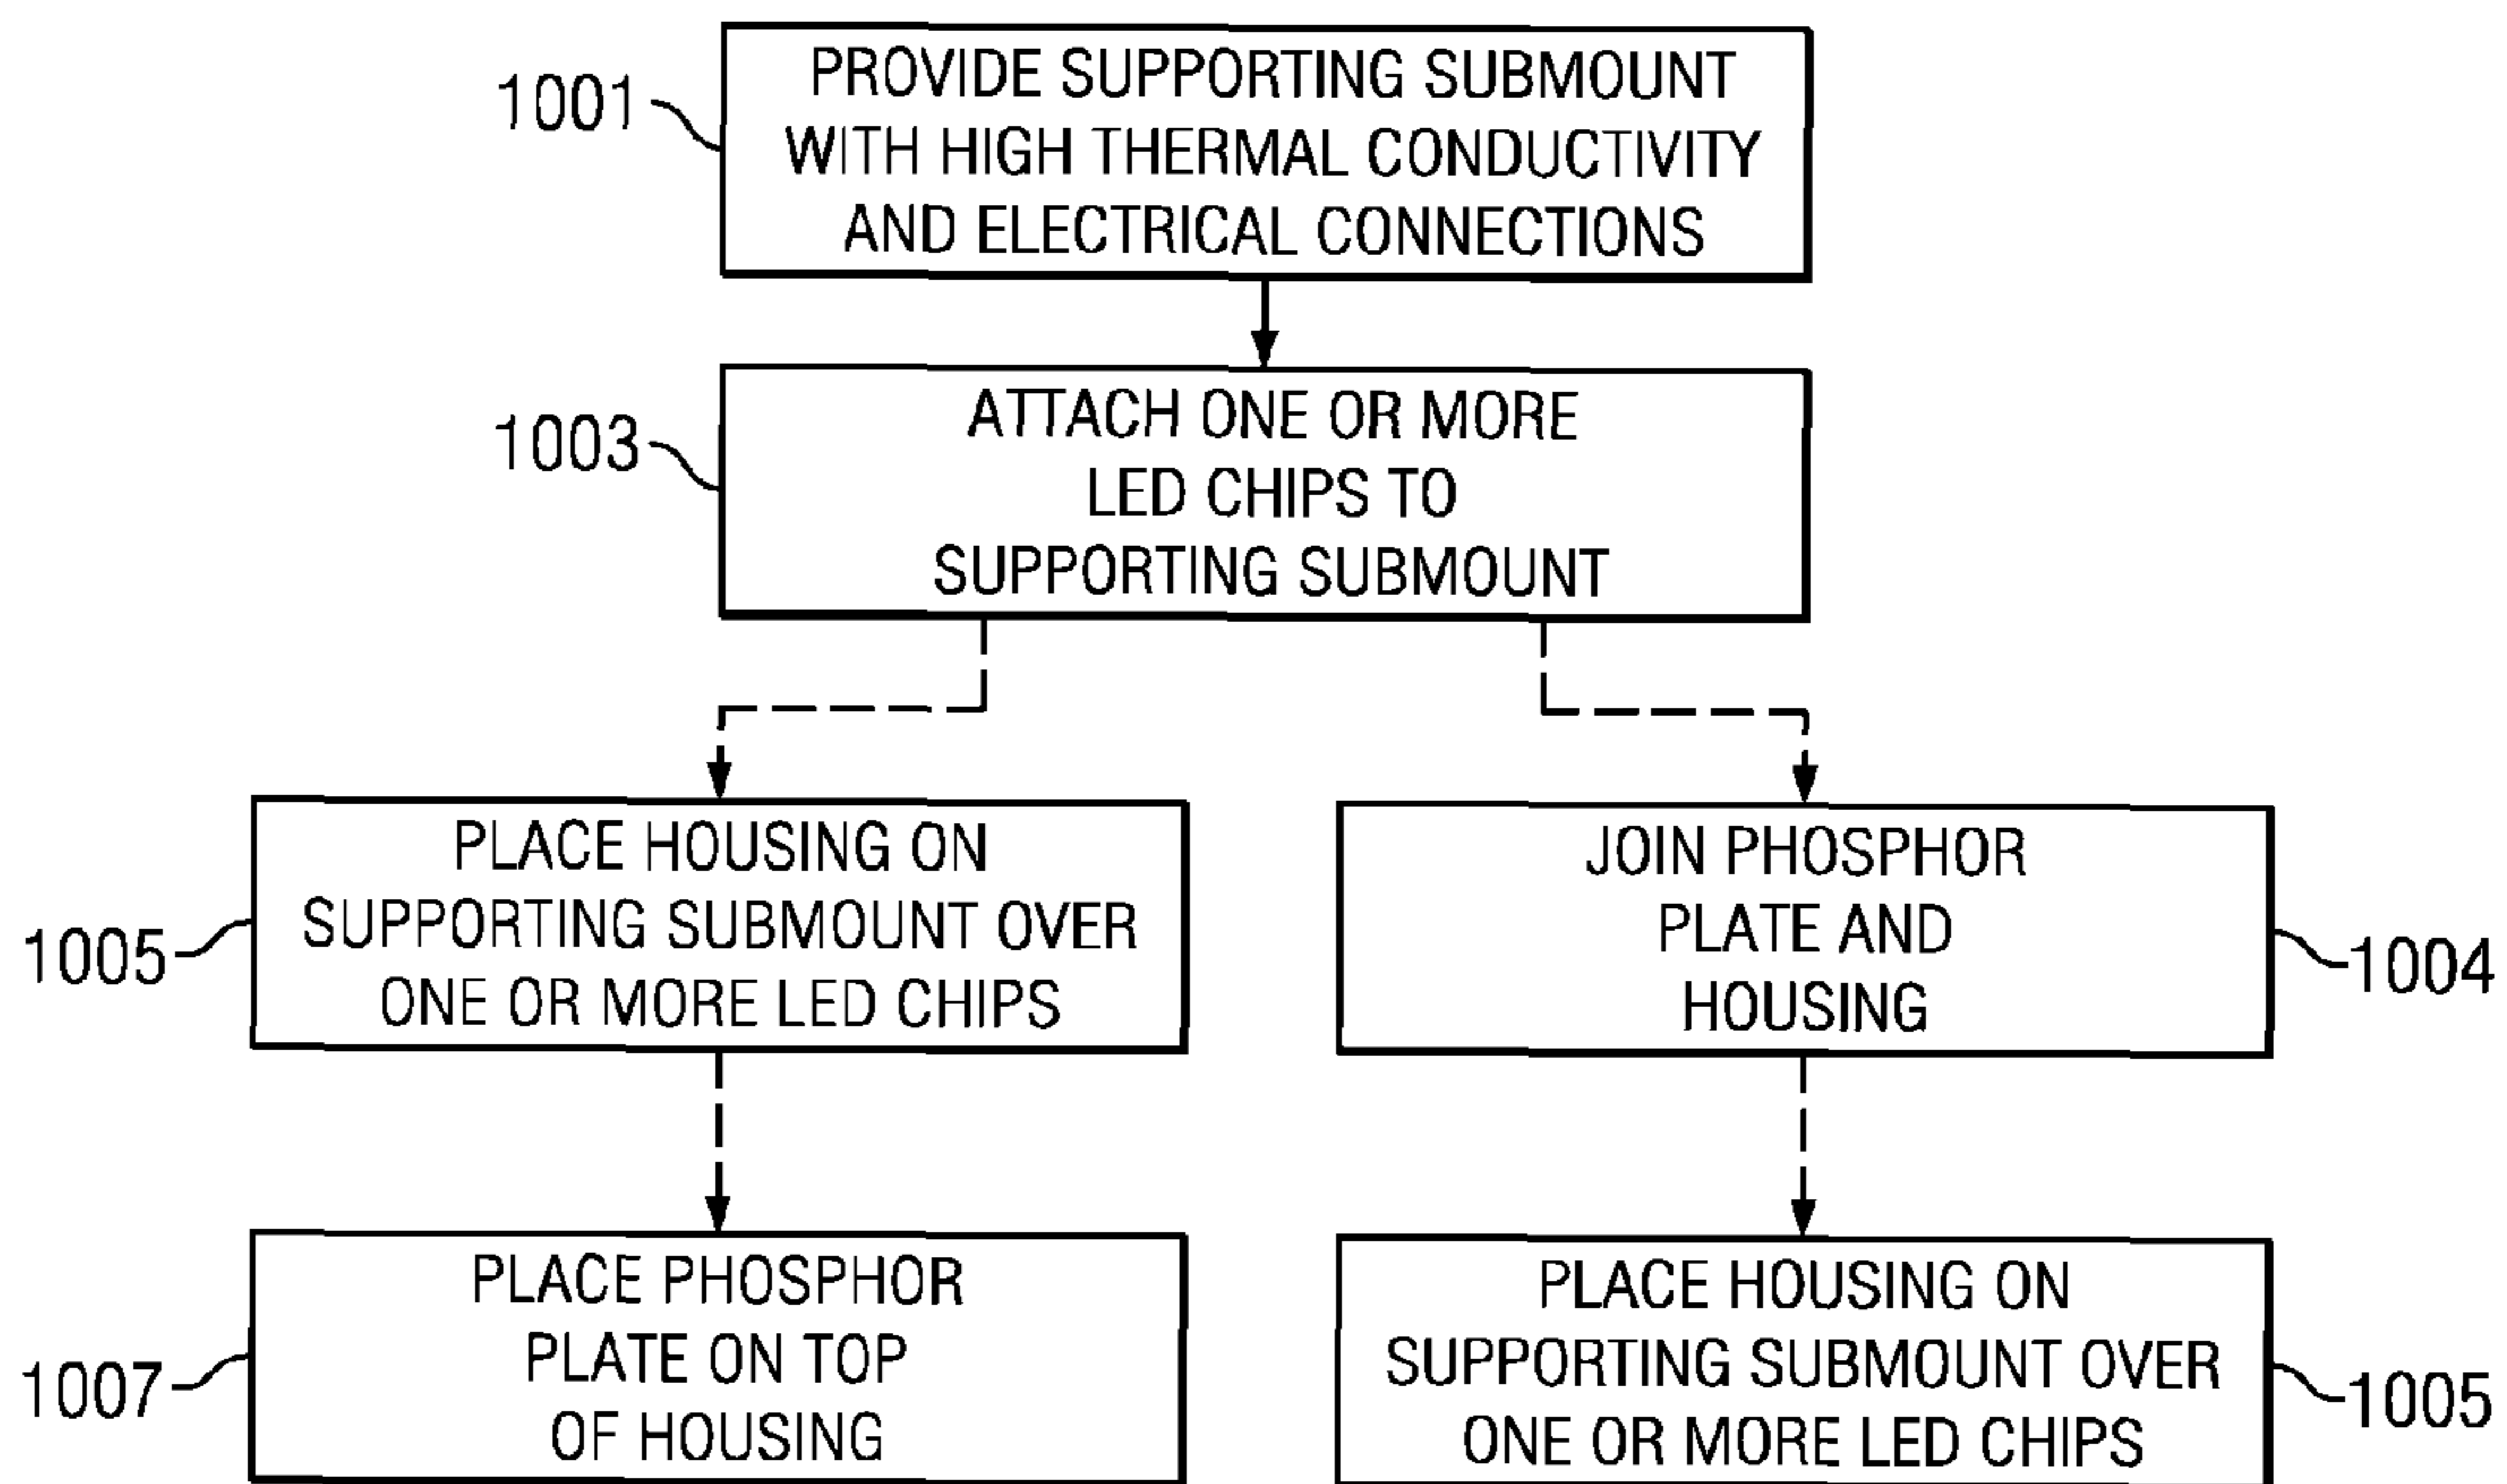 1001
PROVIDE SUPPORTING SUBMOUNT
WITH HIGH THERMAL CONDUCTIVITY
AND ELECTRICAL CONNECTIONS
1003
ATTACH ONE OR MORE
LED CHIPS TO
SUPPORTING SUBMOUNT
1005
PLACE HOUSING ON
SUPPORTING SUBMOUNT OVER
ONE OR MORE LED CHIPS
JOIN PHOSPHOR
PLATE AND
HOUSING
1004
1007
PLACE PHOSPHOR
PLATE ON TOP
OF HOUSING
PLACE HOUSING ON
SUPPORTING SUBMOUNT OVER
ONE OR MORE LED CHIPS
1005